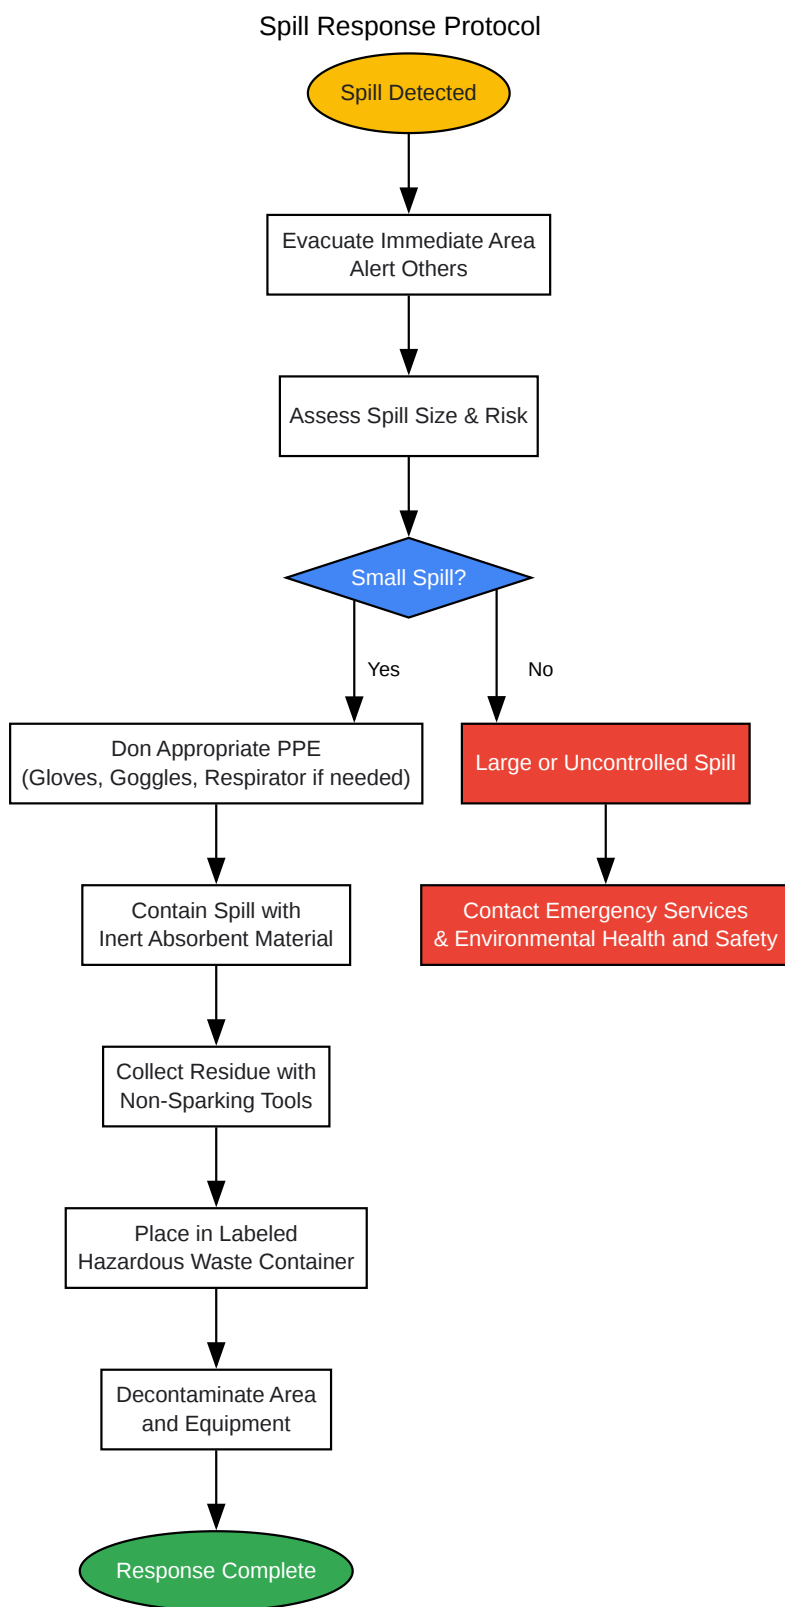 Spill Response Protocol
Spill Detected
Evacuate Immediate Area
Alert Others
Assess Spill Size & Risk
Small Spill?
Yes
No
Don Appropriate PPE
(Gloves, Goggles, Respirator if needed)
Large or Uncontrolled Spill
Contain Spill with
Inert Absorbent Material
Contact Emergency Services
& Environmental Health and Safety
Collect Residue with
Non-Sparking Tools
Place in Labeled
Hazardous Waste Container
Decontaminate Area
and Equipment
Response Complete